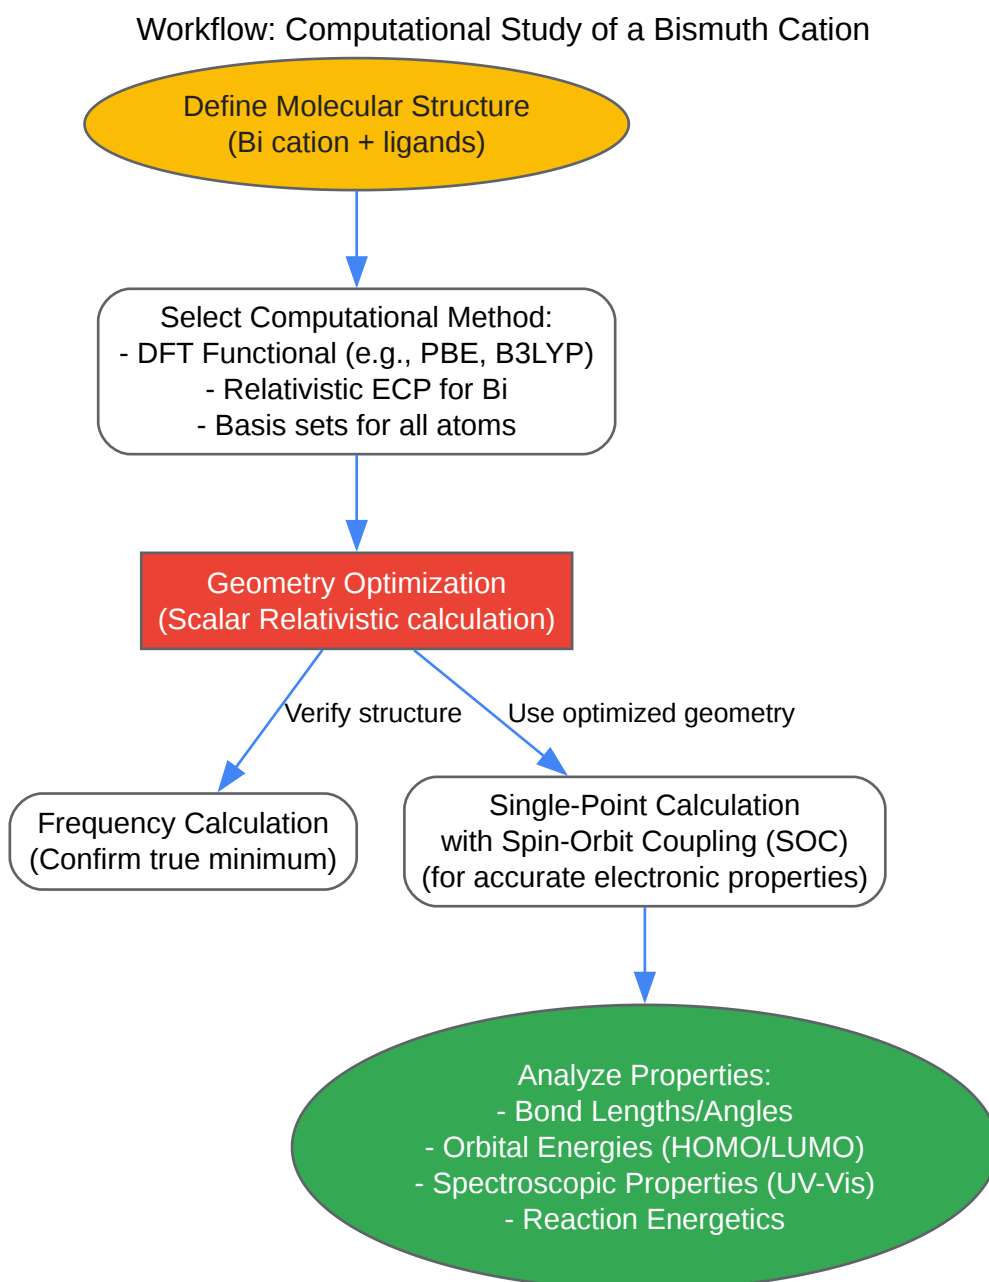 Workflow: Computational Study of a Bismuth Cation
Define Molecular Structure
(Bi cation + ligands)
Select Computational Method:
- DFT Functional (e.g., PBE, B3LYP)
- Relativistic ECP for Bi
- Basis sets for all atoms
Geometry Optimization
(Scalar Relativistic calculation)
Verify structure
Use optimized geometry
Frequency Calculation
(Confirm true minimum)
Single-Point Calculation
with Spin-Orbit Coupling (SOC)
(for accurate electronic properties)
Analyze Properties:
- Bond Lengths/Angles
- Orbital Energies (HOMO/LUMO)
- Spectroscopic Properties (UV-Vis)
- Reaction Energetics